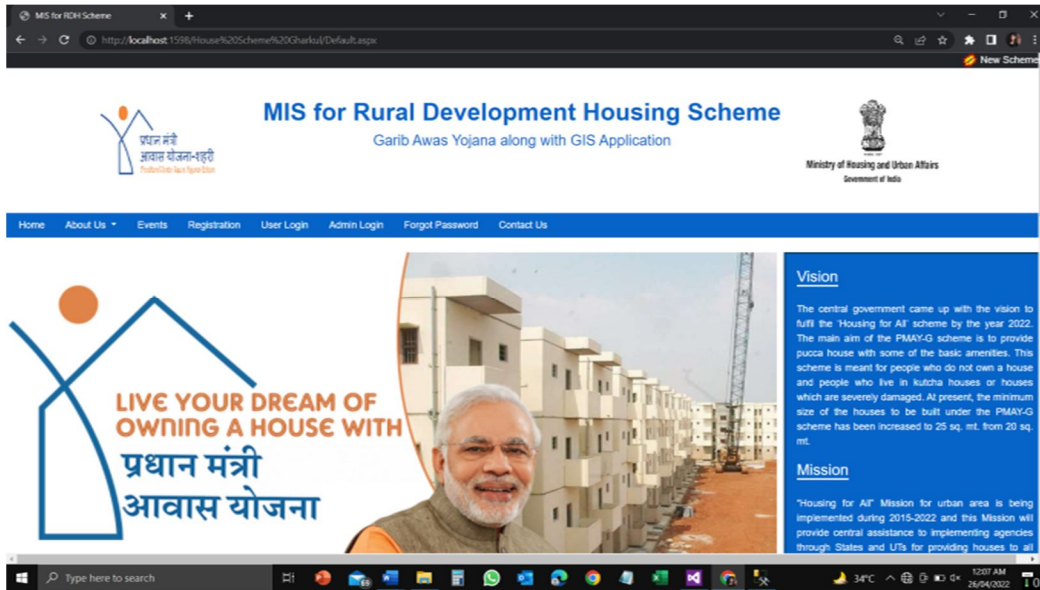 MIS for RDH Scheme
http://localhost:1598/House%20Scheme%20Gharkul/Default.aspx
New Scheme
MIS for Rural Development Housing Scheme
Garib Awas Yojana along with GIS Application
प्रधान मंत्री
आवास योजना-शहरी
Pradhan Mantri Awas Yojana-Urban
Ministry of Housing and Urban Affairs
Government of India
Home About Us Events Registration User Login Admin Login Forgot Password Contact Us
LIVE YOUR DREAM OF
OWNING A HOUSE WITH
प्रधान मंत्री
आवास योजना
Vision
The central government came up with the vision to
fulfil the 'Housing for All' scheme by the year 2022.
The main aim of the PMAY-G scheme is to provide
pucca house with some of the basic amenities. This
scheme is meant for people who do not own a house
and people who live in kutcha houses or houses
which are severely damaged. At present, the minimum
size of the houses to be built under the PMAY-G
scheme has been increased to 25 sq. mt. from 20 sq.
mt.
Mission
"Housing for All" Mission for urban area is being
implemented during 2015-2022 and this Mission will
provide central assistance to implementing agencies
through States and UTs for providing houses to all
Type here to search
34°C
12:07 AM
26/04/2022